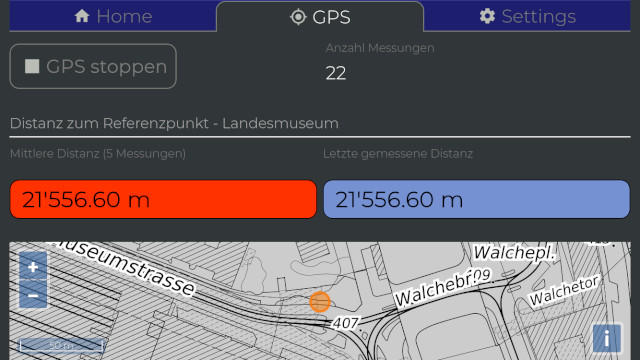 Home
GPS
Settings
GPS stoppen
Anzahl Messungen
22
Distanz zum Referenzpunkt - Landesmuseum
Mittlere Distanz (5 Messungen)
Letzte gemessene Distanz
21'556.60 m
21'556.60 m
Museumstrasse
Walchepl.
409
Walchebr.
Walchetor
407
+
−
50 m
i